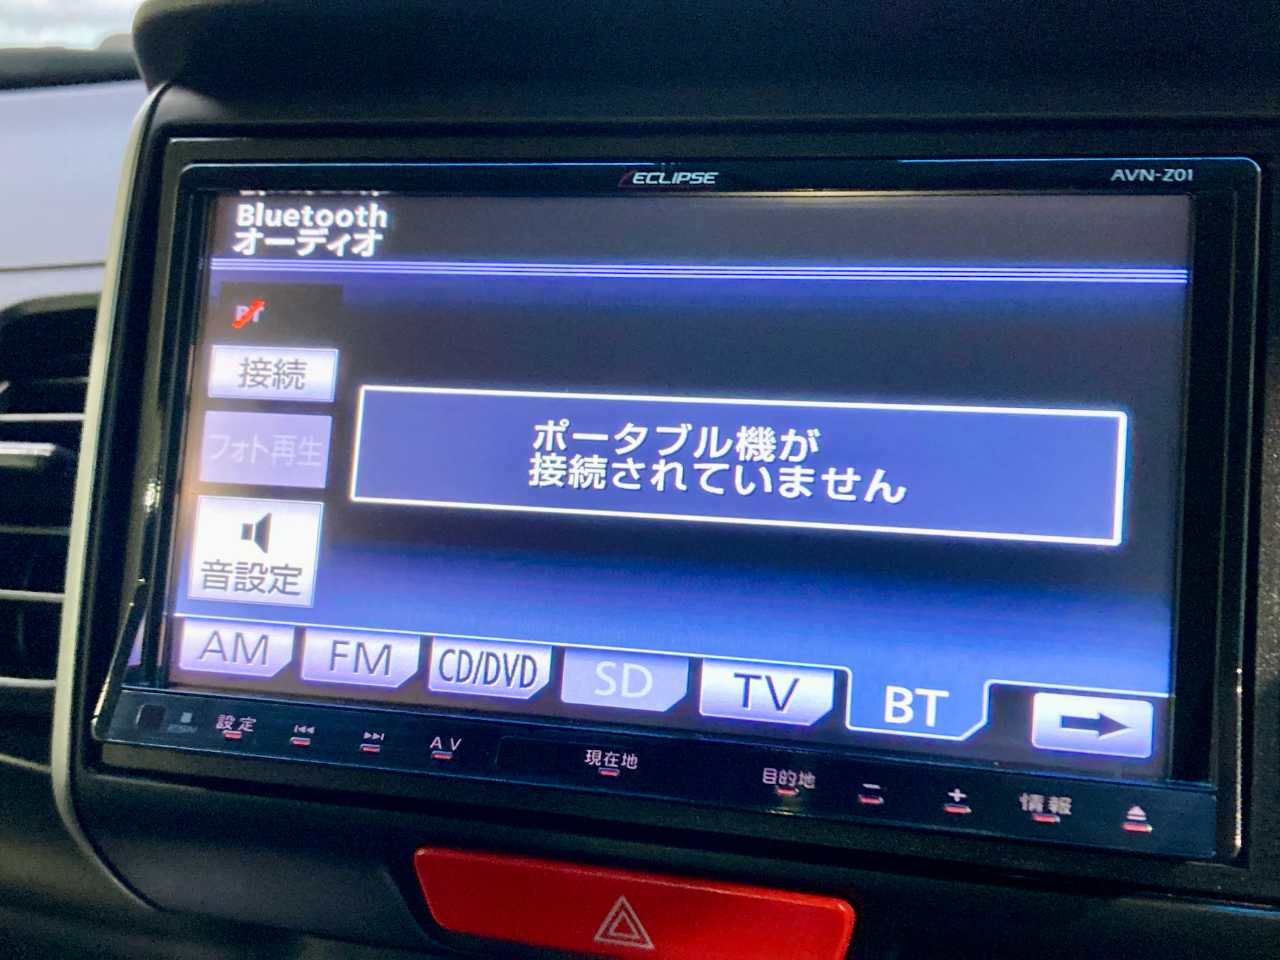 ECLIPSE
AVN-Z01
Bluetooth
オーディオ
BT
接続
フォト再生
音設定
ポータブル機が
接続されていません
AM
FM
CD/DVD
SD
TV
BT
設定
AV
現在地
目的地
−
+
情報